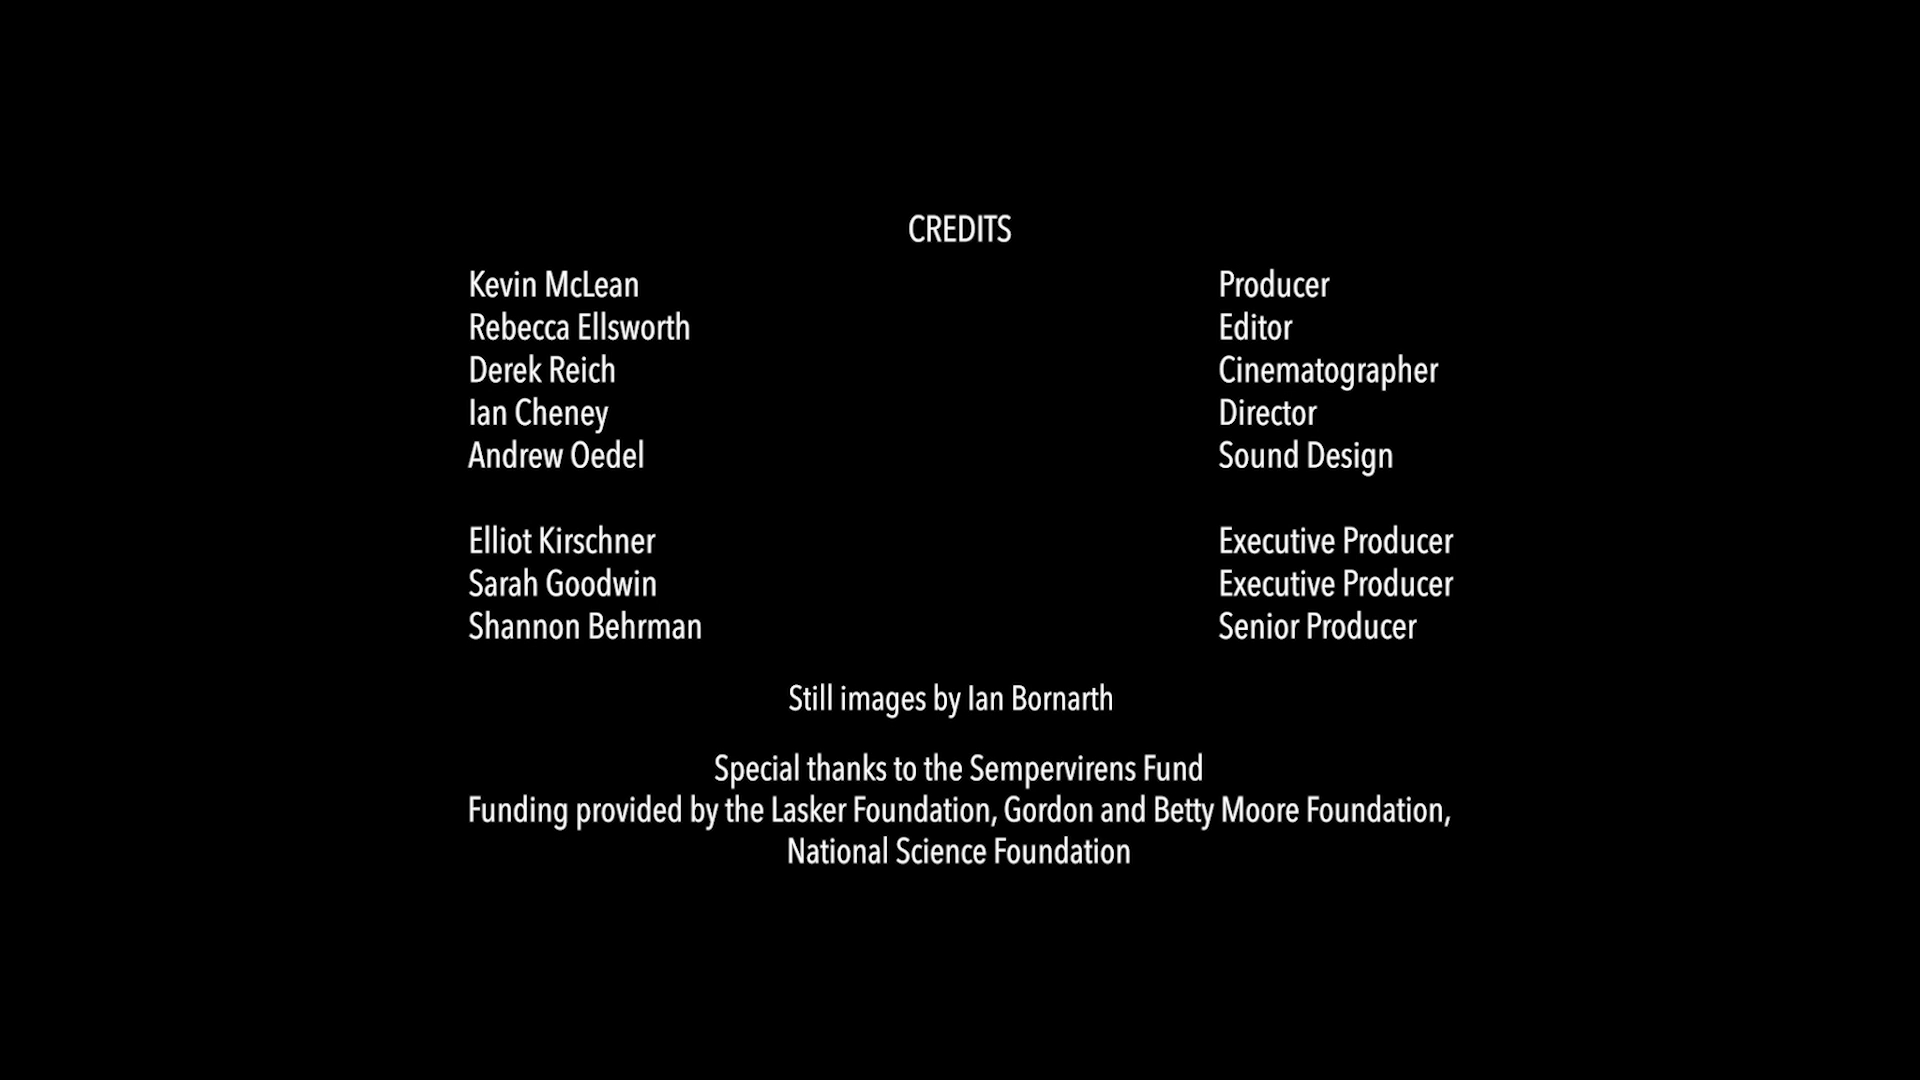 CREDITS
Kevin McLean Producer
Rebecca Ellsworth Editor
Derek Reich Cinematographer
Ian Cheney Director
Andrew Oedel Sound Design
Elliot Kirschner Executive Producer
Sarah Goodwin Executive Producer
Shannon Behrman Senior Producer
Still images by Ian Bornarth
Special thanks to the Sempervirens Fund
Funding provided by the Lasker Foundation, Gordon and Betty Moore Foundation,
National Science Foundation